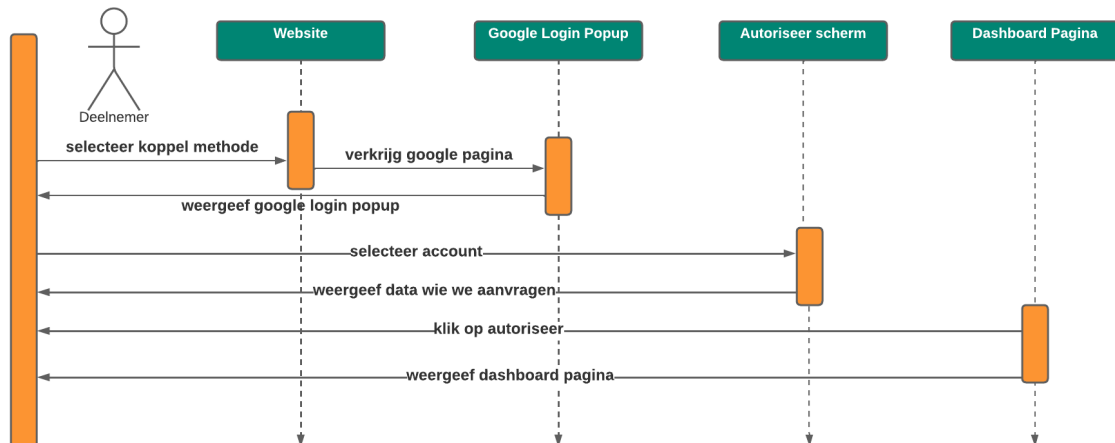 Website
Google Login Popup
Autoriseer scherm
Dashboard Pagina
Deelnemer
selecteer koppel methode
verkrijg google pagina
weergeef google login popup
selecteer account
weergeef data wie we aanvragen
klik op autoriseer
weergeef dashboard pagina